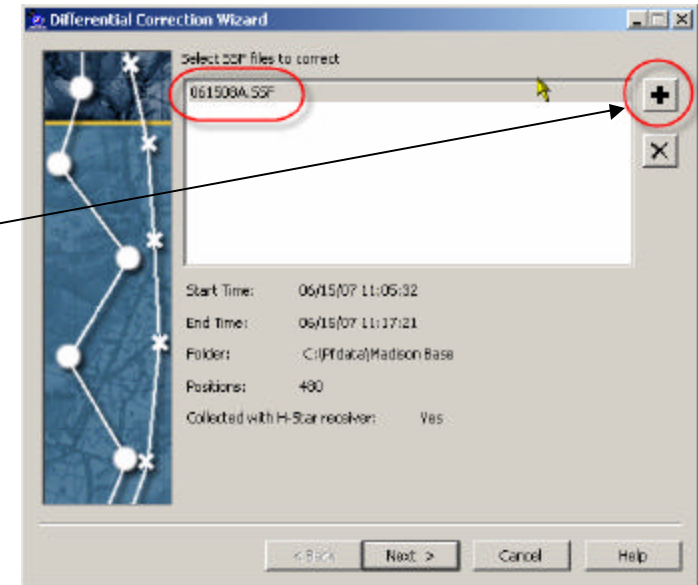 Differential Correction Wizard
Select SSF files to correct
061508A.SSF
Start Time: 06/15/07 11:05:32
End Time: 06/15/07 11:17:21
Folder: C:\Pfdata\Madison Base
Positions: 480
Collected with H-Star receiver: Yes
< Back Next > Cancel Help